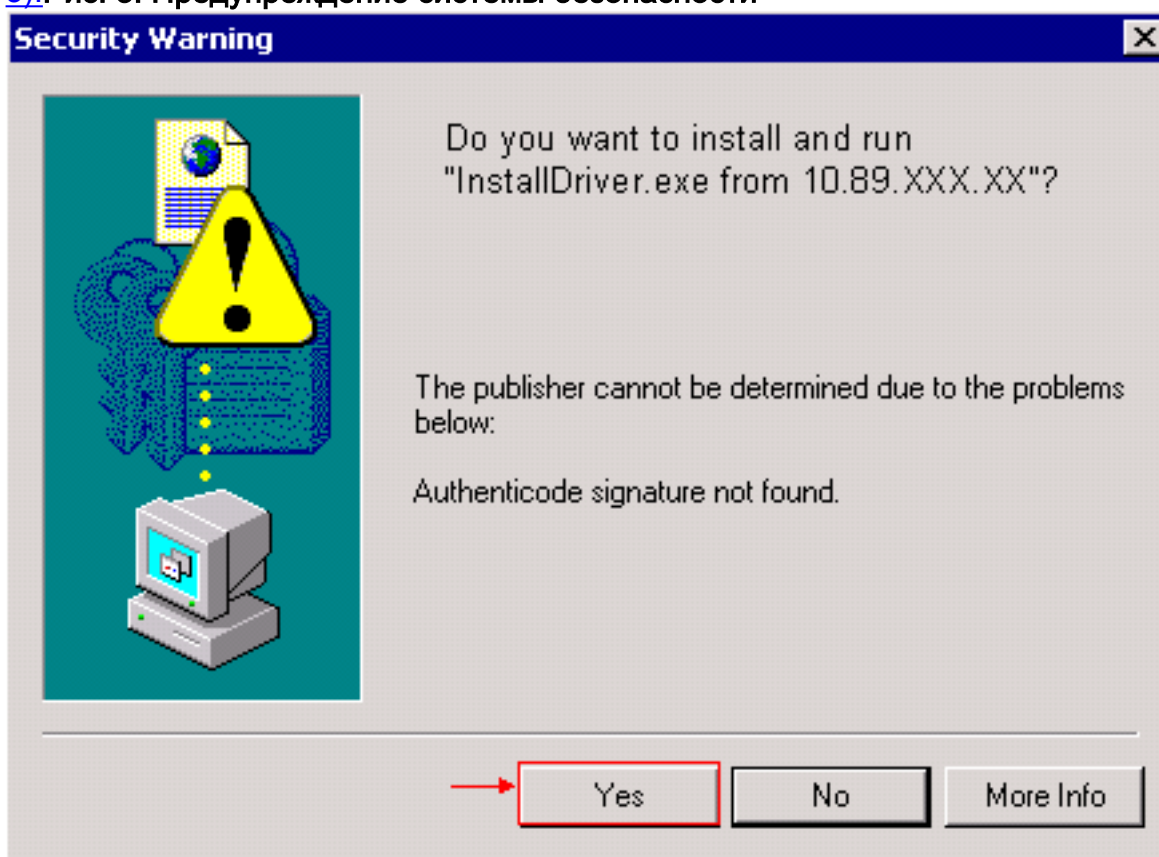 Security Warning
Do you want to install and run
"InstallDriver.exe from 10.89.XXX.XX"?
The publisher cannot be determined due to the problems
below:
Authenticode signature not found.
Yes
No
More Info